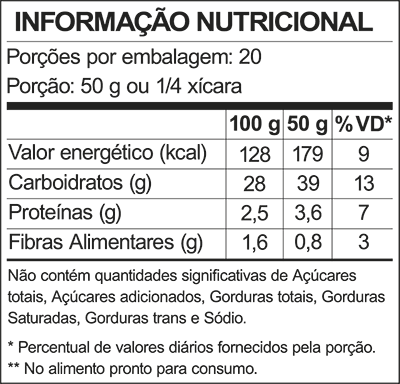 INFORMAÇÃO NUTRICIONAL
Porções por embalagem: 20
Porção: 50 g ou 1/4 xícara
100 g 50 g %VD*
Valor energético (kcal) 128 179 9
Carboidratos (g) 28 39 13
Proteínas (g) 2,5 3,6 7
Fibras Alimentares (g) 1,6 0,8 3
Não contém quantidades significativas de Açúcares
totais, Açúcares adicionados, Gorduras totais, Gorduras
Saturadas, Gorduras trans e Sódio.
* Percentual de valores diários fornecidos pela porção.
** No alimento pronto para consumo.